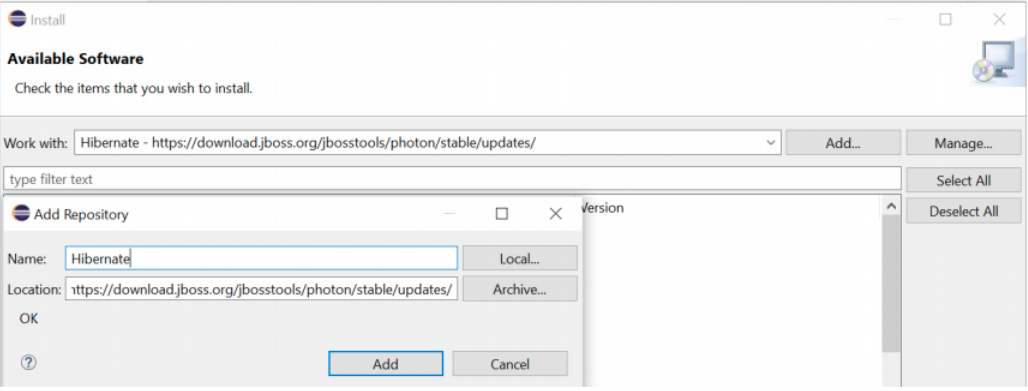 Install
Available Software
Check the items that you wish to install.
Work with: Hibernate - https://download.jboss.org/jbosstools/photon/stable/updates/ Add... Manage...
type filter text Select All
Version Deselect All
Add Repository
Name: Hibernate Local...
Location: https://download.jboss.org/jbosstools/photon/stable/updates/ Archive...
OK
Add Cancel